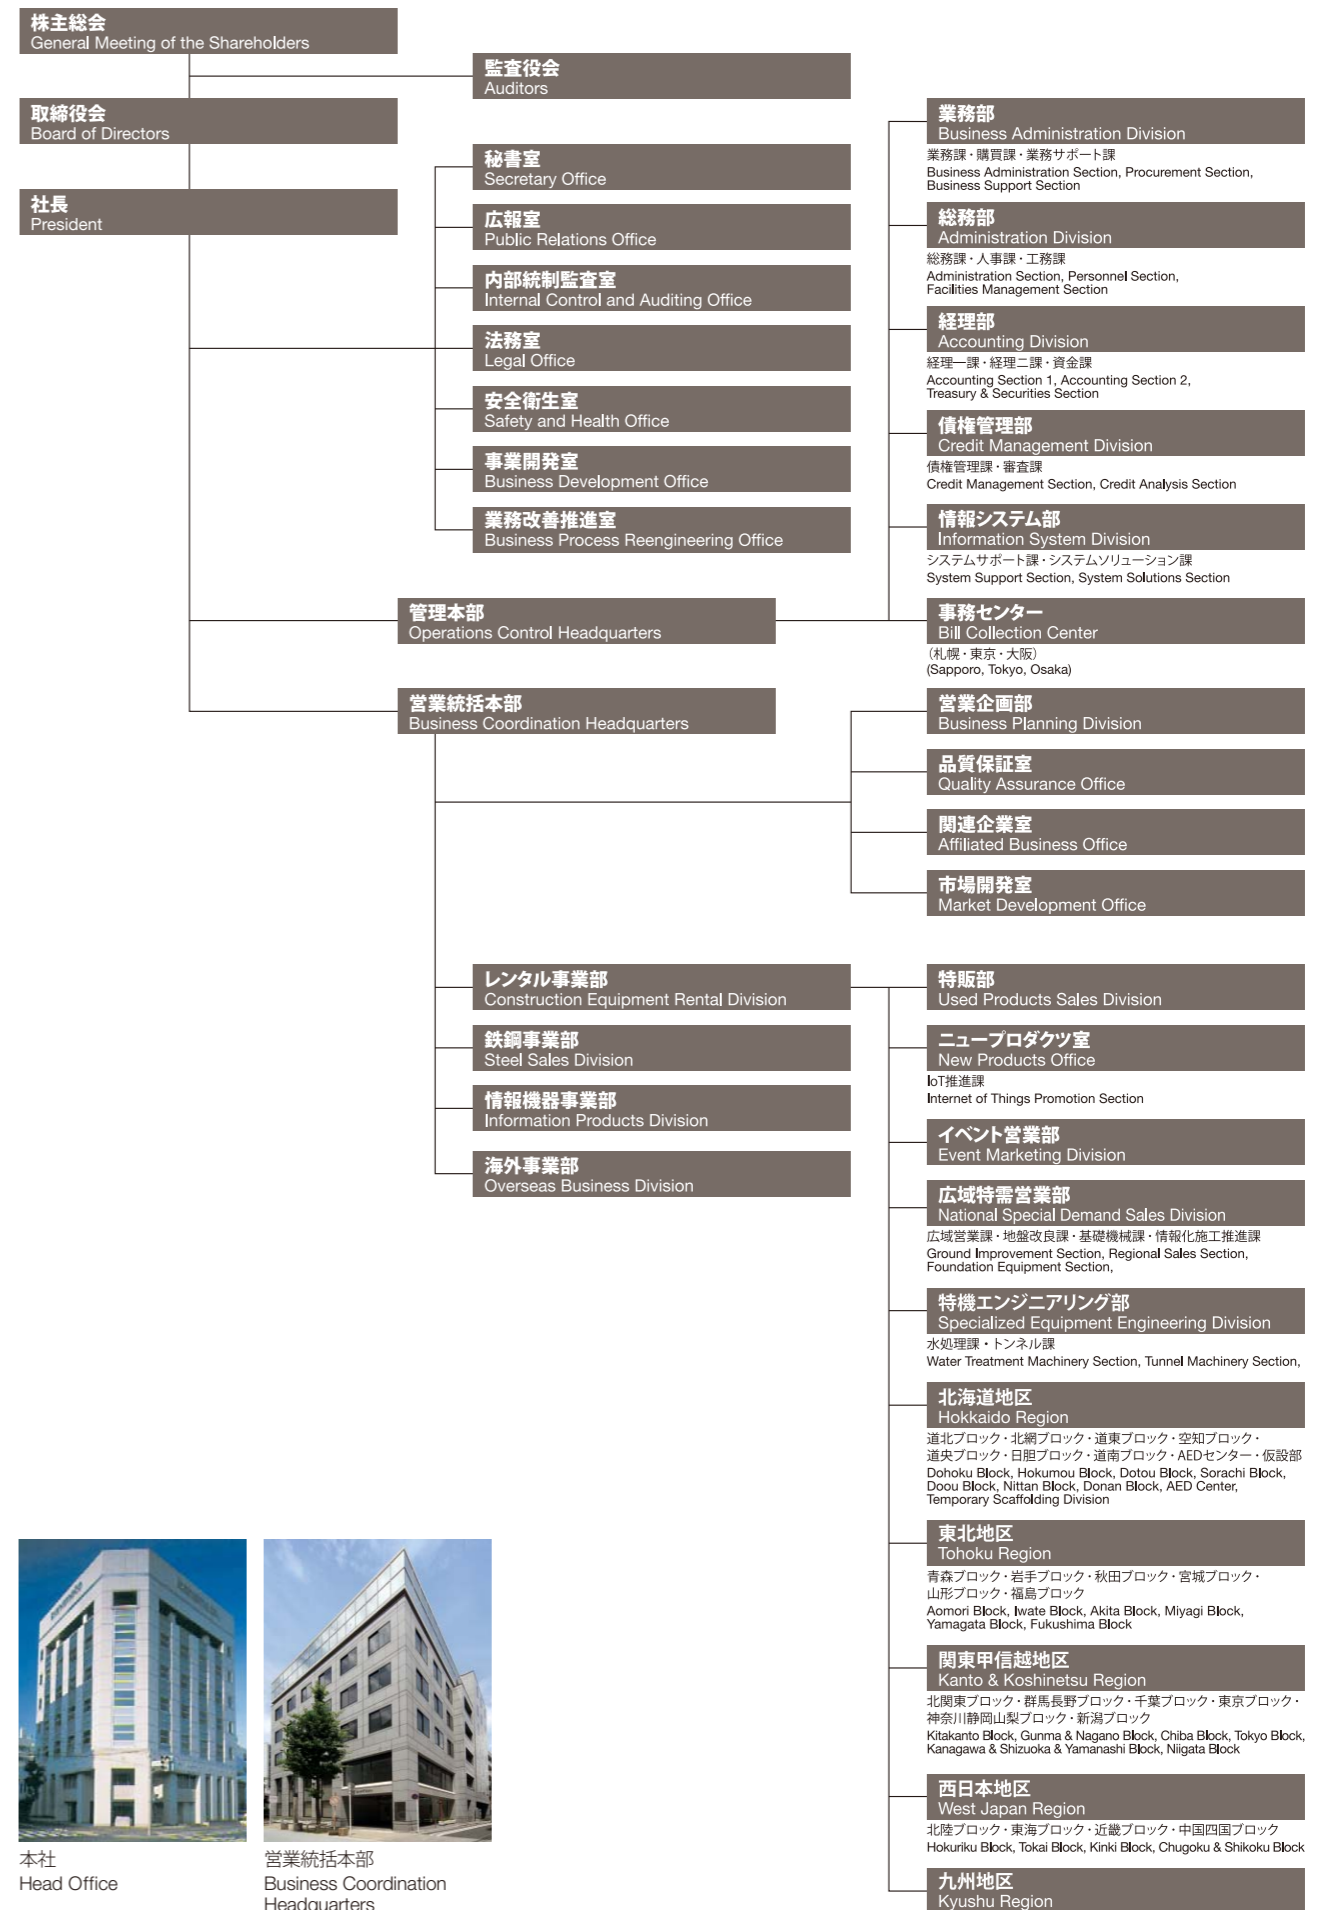 株主総会
General Meeting of the Shareholders
監査役会
Auditors
取締役会
Board of Directors
社長
President
秘書室
Secretary Office
広報室
Public Relations Office
内部統制監査室
Internal Control and Auditing Office
法務室
Legal Office
安全衛生室
Safety and Health Office
事業開発室
Business Development Office
業務改善推進室
Business Process Reengineering Office
管理本部
Operations Control Headquarters
業務部
Business Administration Division
業務課・購買課・業務サポート課
Business Administration Section, Procurement Section,
Business Support Section
総務部
Administration Division
総務課・人事課・工務課
Administration Section, Personnel Section,
Facilities Management Section
経理部
Accounting Division
経理一課・経理二課・資金課
Accounting Section 1, Accounting Section 2,
Treasury & Securities Section
債権管理部
Credit Management Division
債権管理課・審査課
Credit Management Section, Credit Analysis Section
情報システム部
Information System Division
システムサポート課・システムソリューション課
System Support Section, System Solutions Section
事務センター
Bill Collection Center
（札幌・東京・大阪）
(Sapporo, Tokyo, Osaka)
営業統括本部
Business Coordination Headquarters
営業企画部
Business Planning Division
品質保証室
Quality Assurance Office
関連企業室
Affiliated Business Office
市場開発室
Market Development Office
レンタル事業部
Construction Equipment Rental Division
鉄鋼事業部
Steel Sales Division
情報機器事業部
Information Products Division
海外事業部
Overseas Business Division
特販部
Used Products Sales Division
ニュープロダクツ室
New Products Office
IoT推進課
Internet of Things Promotion Section
イベント営業部
Event Marketing Division
広域特需営業部
National Special Demand Sales Division
広域営業課・地盤改良課・基礎機械課・情報化施工推進課
Ground Improvement Section, Regional Sales Section,
Foundation Equipment Section,
特機エンジニアリング部
Specialized Equipment Engineering Division
水処理課・トンネル課
Water Treatment Machinery Section, Tunnel Machinery Section,
北海道地区
Hokkaido Region
道北ブロック・北網ブロック・道東ブロック・空知ブロック・
道央ブロック・日胆ブロック・道南ブロック・AEDセンター・仮設部
Dohoku Block, Hokumou Block, Dotou Block, Sorachi Block,
Doou Block, Nittan Block, Donan Block, AED Center,
Temporary Scaffolding Division
東北地区
Tohoku Region
青森ブロック・岩手ブロック・秋田ブロック・宮城ブロック・
山形ブロック・福島ブロック
Aomori Block, Iwate Block, Akita Block, Miyagi Block,
Yamagata Block, Fukushima Block
関東甲信越地区
Kanto & Koshinetsu Region
北関東ブロック・群馬長野ブロック・千葉ブロック・東京ブロック・
神奈川静岡山梨ブロック・新潟ブロック
Kitakanto Block, Gunma & Nagano Block, Chiba Block, Tokyo Block,
Kanagawa & Shizuoka & Yamanashi Block, Niigata Block
西日本地区
West Japan Region
北陸ブロック・東海ブロック・近畿ブロック・中国四国ブロック
Hokuriku Block, Tokai Block, Kinki Block, Chugoku & Shikoku Block
九州地区
Kyushu Region
本社
Head Office
営業統括本部
Business Coordination
Headquarters